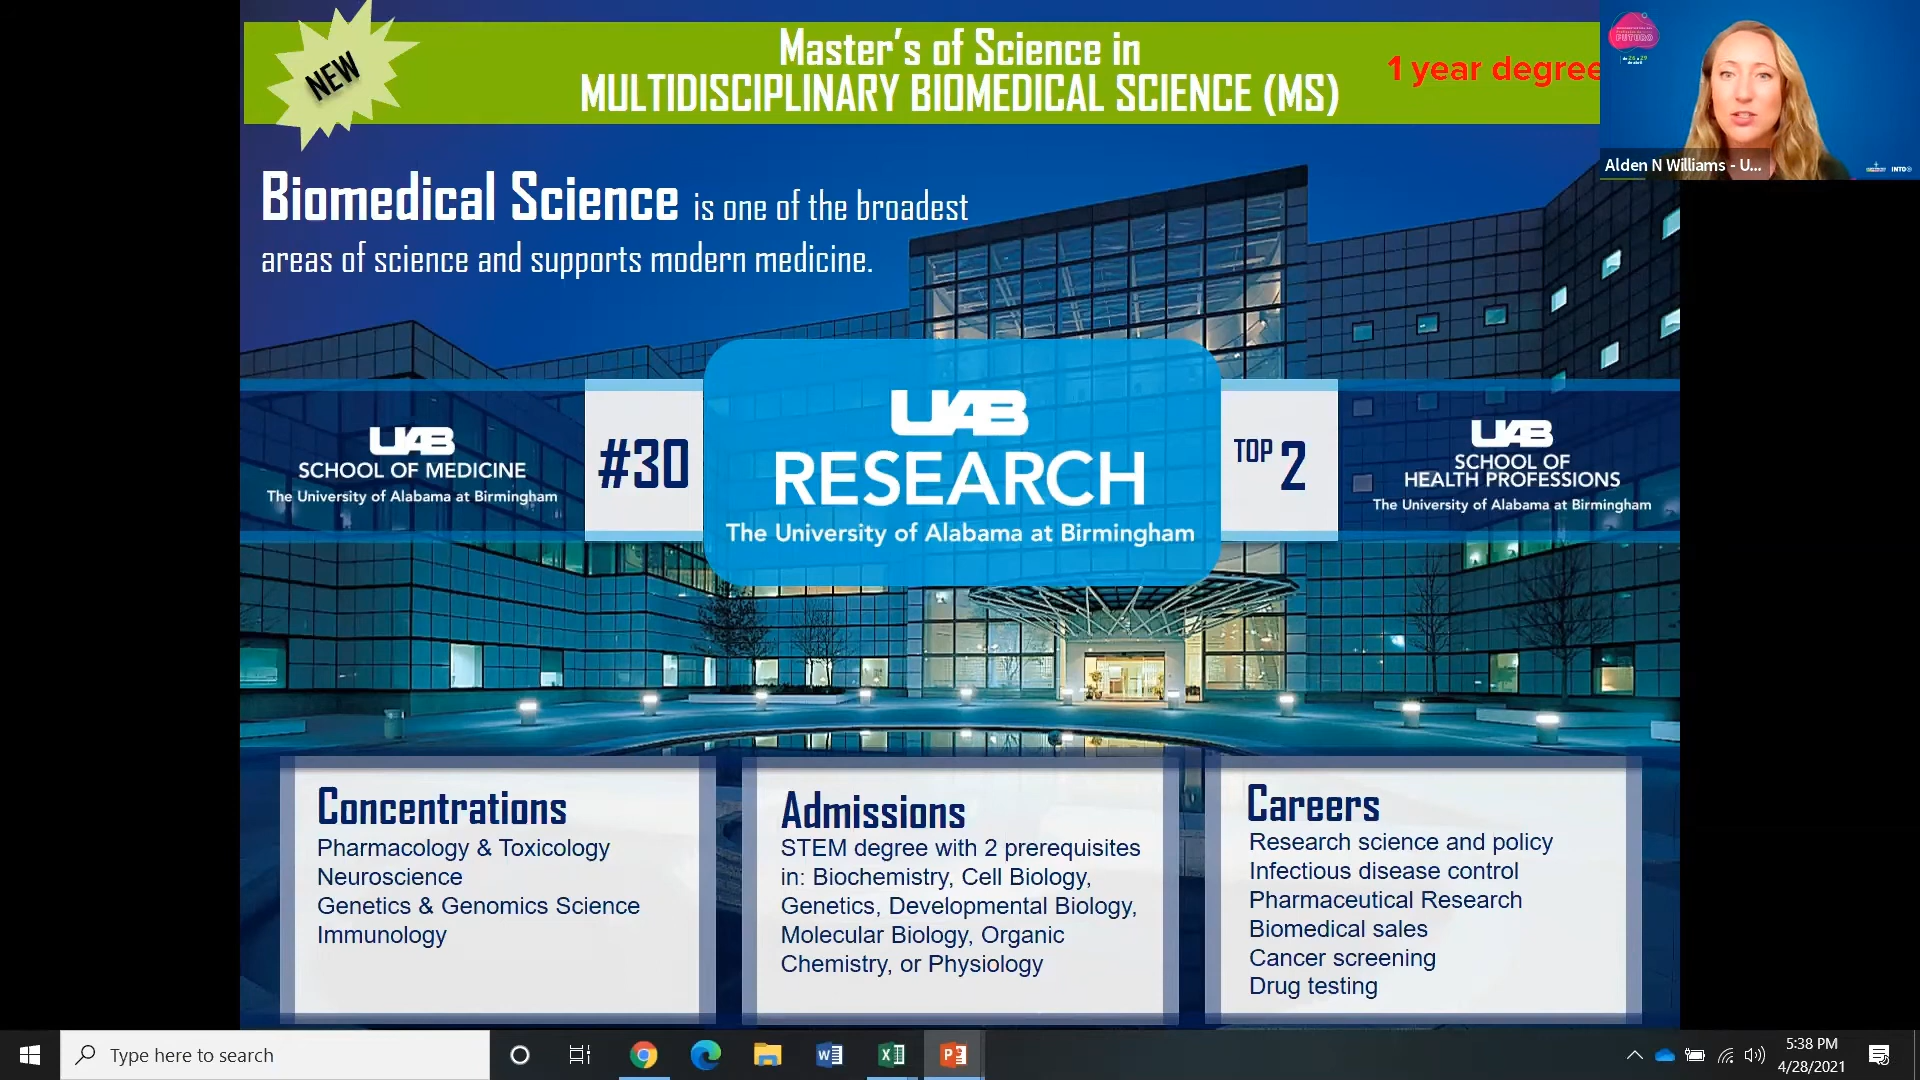 NEW
Master's of Science in
MULTIDISCIPLINARY BIOMEDICAL SCIENCE (MS)
1 year degree
FUTURO
Alden N Williams - U...
INTO
Biomedical Science is one of the broadest
areas of science and supports modern medicine.
UAB
SCHOOL OF MEDICINE
The University of Alabama at Birmingham
#30
UAB
RESEARCH
The University of Alabama at Birmingham
TOP 2
UAB
SCHOOL OF
HEALTH PROFESSIONS
The University of Alabama at Birmingham
Concentrations
Pharmacology & Toxicology
Neuroscience
Genetics & Genomics Science
Immunology
Admissions
STEM degree with 2 prerequisites
in: Biochemistry, Cell Biology,
Genetics, Developmental Biology,
Molecular Biology, Organic
Chemistry, or Physiology
Careers
Research science and policy
Infectious disease control
Pharmaceutical Research
Biomedical sales
Cancer screening
Drug testing
Type here to search
5:38 PM
4/28/2021